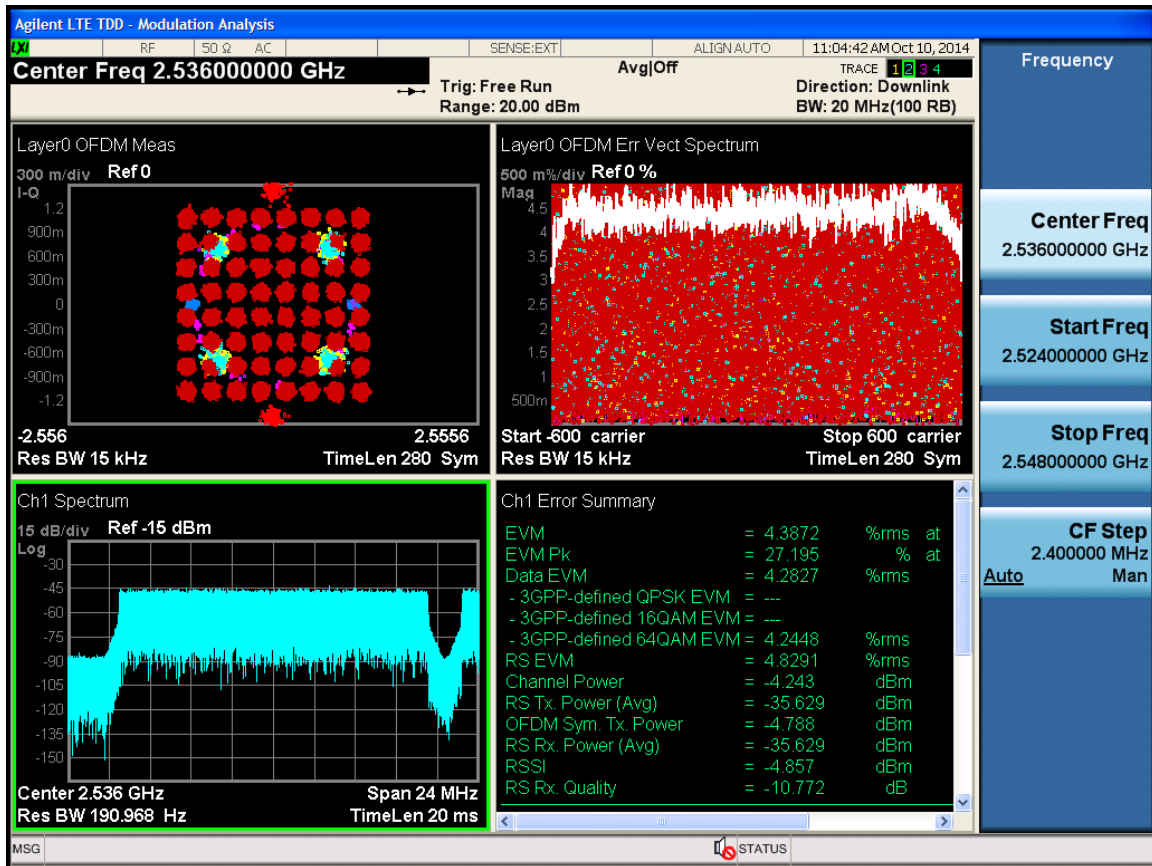 Agilent LTE TDD - Modulation Analysis
LXI RF 50 Ω AC SENSE:EXT ALIGN AUTO 11:04:42 AM Oct 10, 2014
Center Freq 2.536000000 GHz
Avg|Off
TRACE 1 2 3 4
Trig: Free Run
Direction: Downlink
Range: 20.00 dBm
BW: 20 MHz(100 RB)
Layer0 OFDM Meas
300 m/div Ref 0
I-Q
1.2
900m
600m
300m
0
-300m
-600m
-900m
-1.2
-2.556 2.5556
Res BW 15 kHz TimeLen 280 Sym
Layer0 OFDM Err Vect Spectrum
500 m%/div Ref 0 %
Mag
4.5
4
3.5
3
2.5
2
1.5
1
500m
Start -600 carrier Stop 600 carrier
Res BW 15 kHz TimeLen 280 Sym
Ch1 Spectrum
15 dB/div Ref -15 dBm
Log
-30
-45
-60
-75
-90
-105
-120
-135
-150
Center 2.536 GHz Span 24 MHz
Res BW 190.968 Hz TimeLen 20 ms
Ch1 Error Summary
EVM = 4.3872 %rms at
EVM Pk = 27.195 % at
Data EVM = 4.2827 %rms
- 3GPP-defined QPSK EVM = ---
- 3GPP-defined 16QAM EVM = ---
- 3GPP-defined 64QAM EVM = 4.2448 %rms
RS EVM = 4.8291 %rms
Channel Power = -4.243 dBm
RS Tx. Power (Avg) = -35.629 dBm
OFDM Sym. Tx. Power = -4.788 dBm
RS Rx. Power (Avg) = -35.629 dBm
RSSI = -4.857 dBm
RS Rx. Quality = -10.772 dB
Frequency
Center Freq
2.536000000 GHz
Start Freq
2.524000000 GHz
Stop Freq
2.548000000 GHz
CF Step
2.400000 MHz
Auto Man
MSG STATUS